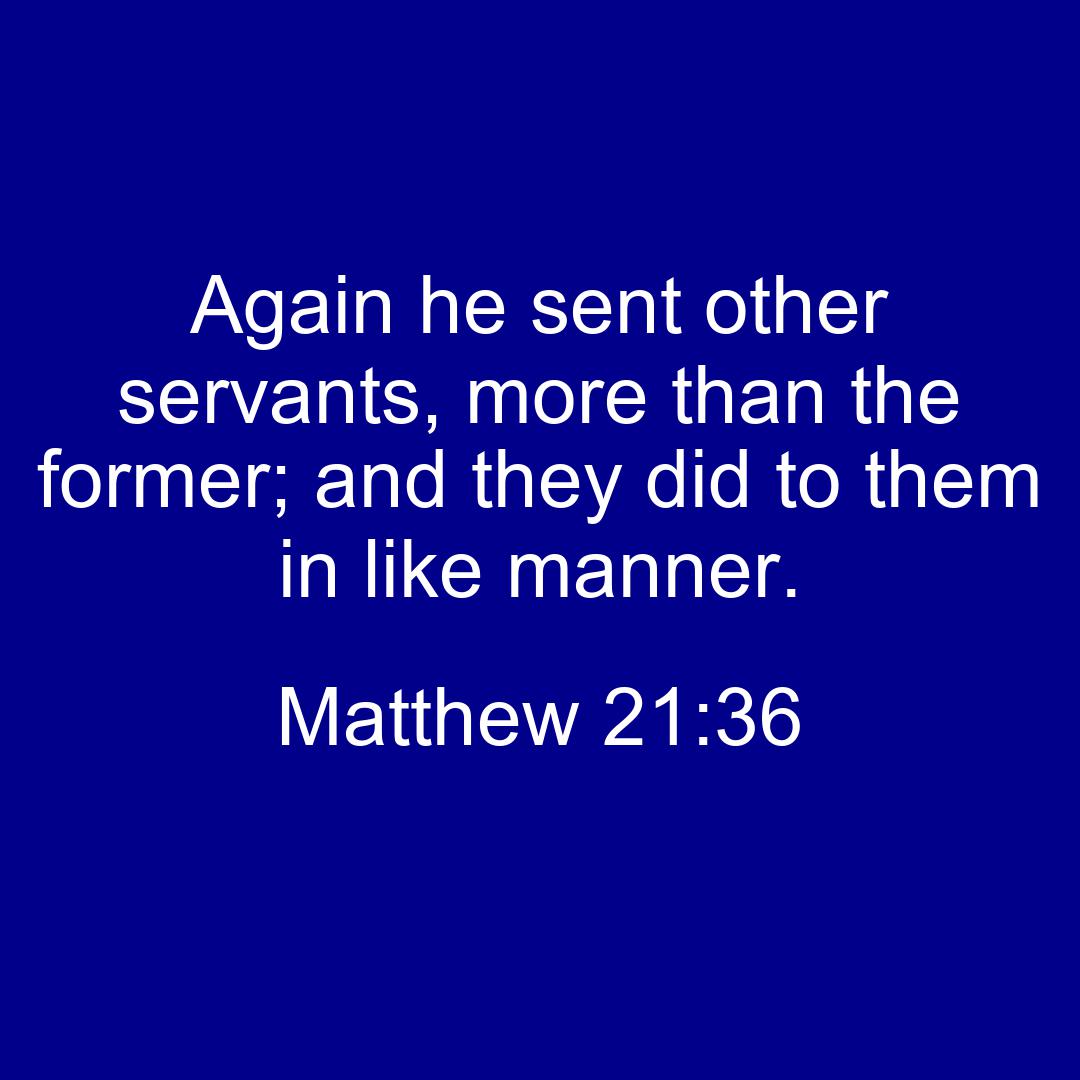 Again he sent other
servants, more than the
former; and they did to them
in like manner.
Matthew 21:36